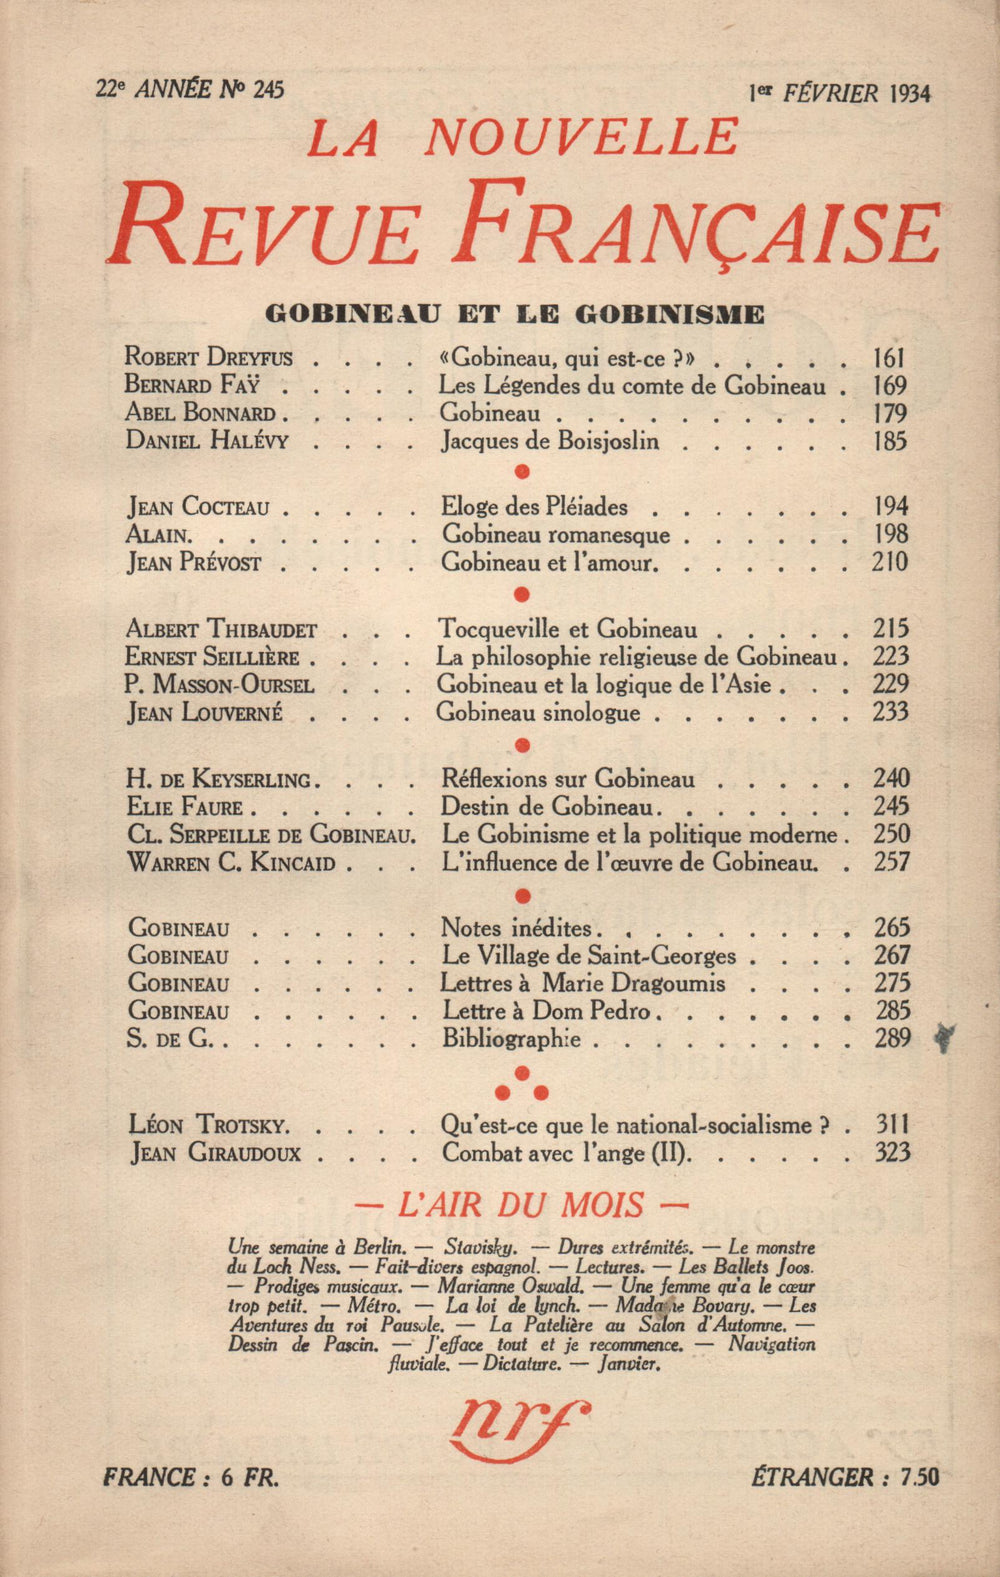 22e ANNÉE No 245
1er FÉVRIER 1934
LA NOUVELLE
REVUE FRANÇAISE
GOBINEAU ET LE GOBINISME
ROBERT DREYFUS . . . . «Gobineau, qui est-ce ?» . . . . . 161
BERNARD FAŸ . . . . . Les Légendes du comte de Gobineau . 169
ABEL BONNARD . . . . . Gobineau . . . . . . . . . . 179
DANIEL HALÉVY . . . . Jacques de Boisjoslin . . . . . . 185
JEAN COCTEAU . . . . . Eloge des Pléiades . . . . . . . 194
ALAIN. . . . . . . . Gobineau romanesque . . . . . . 198
JEAN PRÉVOST . . . . . Gobineau et l'amour. . . . . . . 210
ALBERT THIBAUDET . . . Tocqueville et Gobineau . . . . . 215
ERNEST SEILLIÈRE . . . . La philosophie religieuse de Gobineau. 223
P. MASSON-OURSEL . . . Gobineau et la logique de l'Asie . . . 229
JEAN LOUVERNÉ . . . . Gobineau sinologue . . . . . . . 233
H. DE KEYSERLING. . . . Réflexions sur Gobineau . . . . . 240
ELIE FAURE . . . . . . Destin de Gobineau. . . . . . . 245
CL. SERPEILLE DE GOBINEAU. Le Gobinisme et la politique moderne . 250
WARREN C. KINCAID . . . L'influence de l'œuvre de Gobineau. . 257
GOBINEAU . . . . . . Notes inédites. . . . . . . . . 265
GOBINEAU . . . . . . Le Village de Saint-Georges . . . . 267
GOBINEAU . . . . . . Lettres à Marie Dragoumis . . . . 275
GOBINEAU . . . . . . Lettre à Dom Pedro. . . . . . . 285
S. DE G. . . . . . . . Bibliographie . . . . . . . . . 289
LÉON TROTSKY. . . . . Qu'est-ce que le national-socialisme ? . 311
JEAN GIRAUDOUX . . . . Combat avec l'ange (II). . . . . . 323
— L'AIR DU MOIS —
Une semaine à Berlin. — Stavisky. — Dures extrémités. — Le monstre
du Loch Ness. — Fait-divers espagnol. — Lectures. — Les Ballets Joos.
— Prodiges musicaux. — Marianne Oswald. — Une femme qu'a le cœur
trop petit. — Métro. — La loi de lynch. — Madame Bovary. — Les
Aventures du roi Pausole. — La Patelière au Salon d'Automne. —
Dessin de Pascin. — J'efface tout et je recommence. — Navigation
fluviale. — Dictature. — Janvier.
nrf
FRANCE : 6 FR.
ÉTRANGER : 7.50